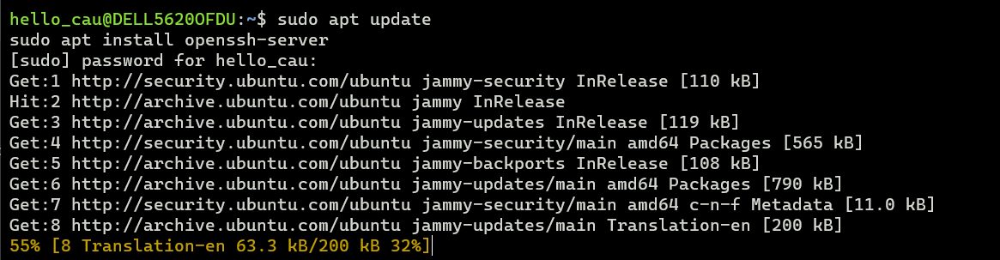 hello_cau@DELL5620OFDU:~$ sudo apt update
sudo apt install openssh-server
[sudo] password for hello_cau:
Get:1 http://security.ubuntu.com/ubuntu jammy-security InRelease [110 kB]
Hit:2 http://archive.ubuntu.com/ubuntu jammy InRelease
Get:3 http://archive.ubuntu.com/ubuntu jammy-updates InRelease [119 kB]
Get:4 http://security.ubuntu.com/ubuntu jammy-security/main amd64 Packages [565 kB]
Get:5 http://archive.ubuntu.com/ubuntu jammy-backports InRelease [108 kB]
Get:6 http://archive.ubuntu.com/ubuntu jammy-updates/main amd64 Packages [790 kB]
Get:7 http://security.ubuntu.com/ubuntu jammy-security/main amd64 c-n-f Metadata [11.0 kB]
Get:8 http://archive.ubuntu.com/ubuntu jammy-updates/main Translation-en [200 kB]
55% [8 Translation-en 63.3 kB/200 kB 32%]